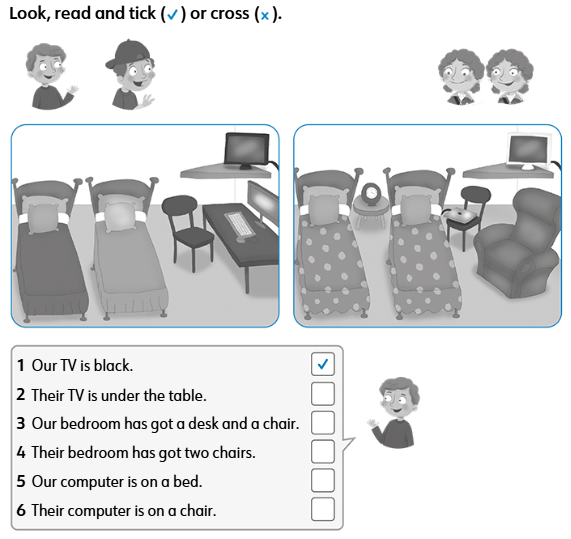 Look, read and tick (✓) or cross (×).
1 Our TV is black. ✓
2 Their TV is under the table.
3 Our bedroom has got a desk and a chair.
4 Their bedroom has got two chairs.
5 Our computer is on a bed.
6 Their computer is on a chair.